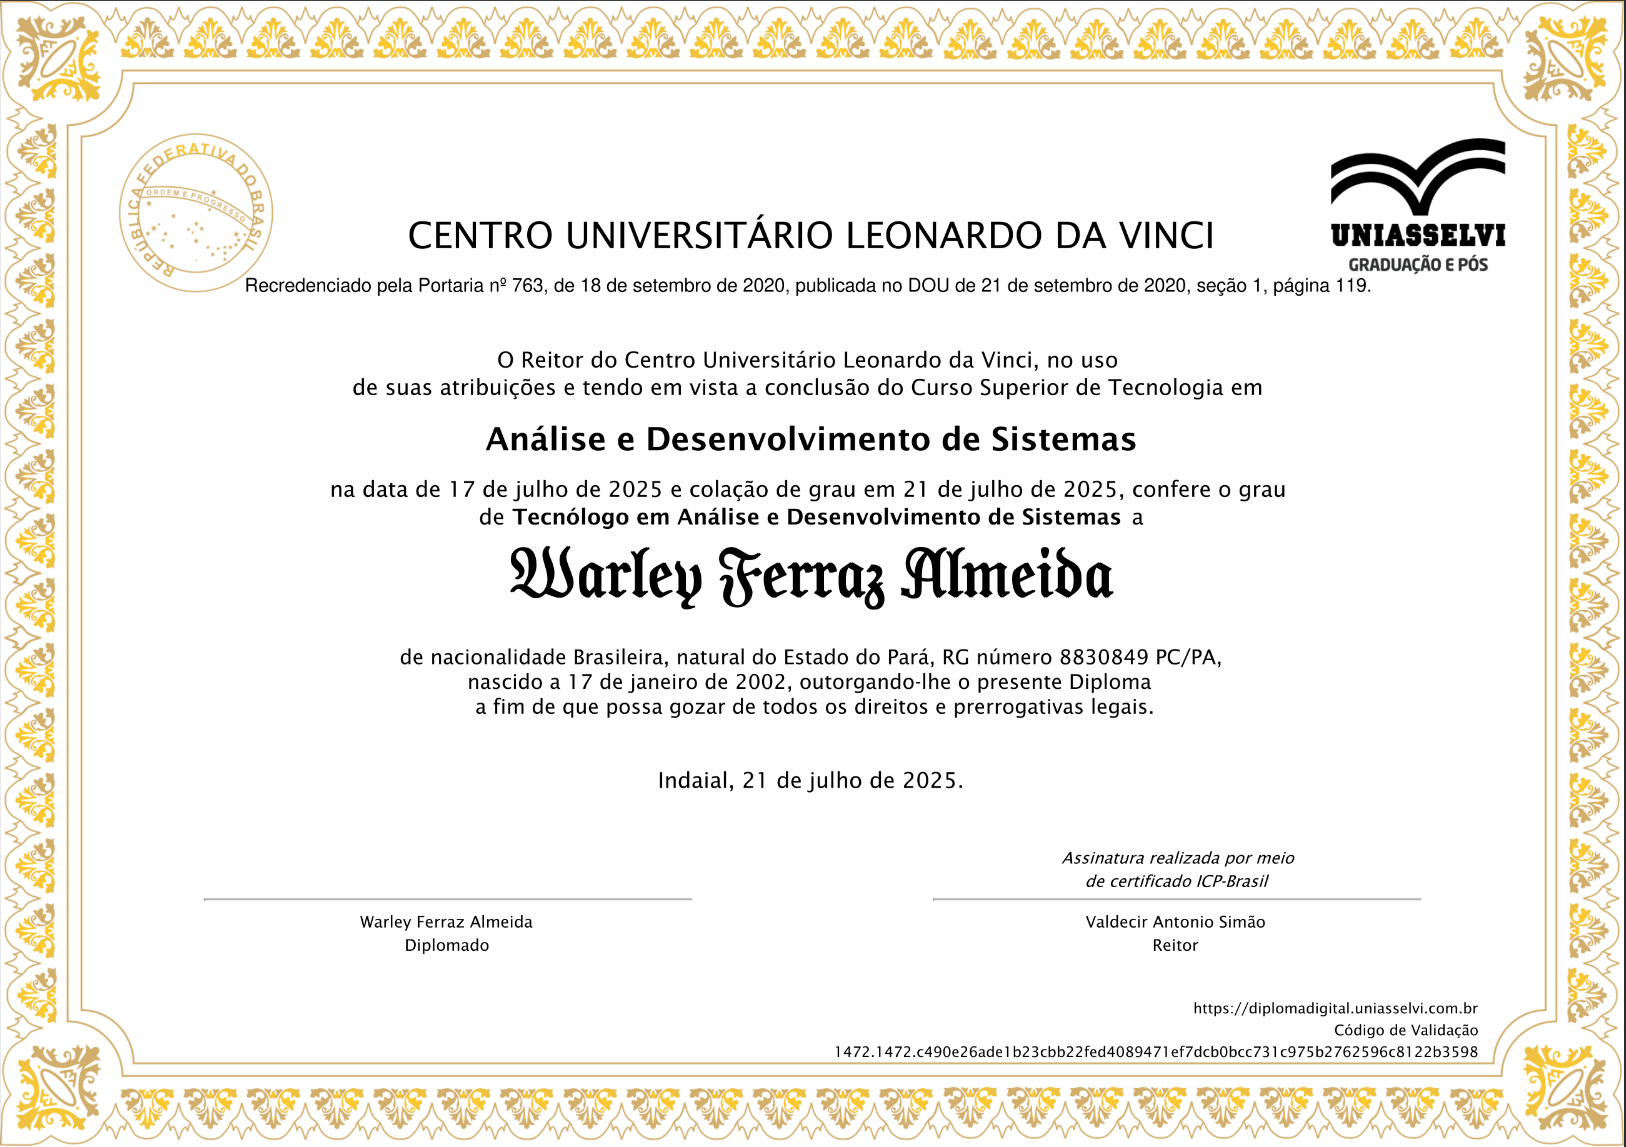 REPÚBLICA FEDERATIVA DO BRASIL
ORDEM E PROGRESSO
UNIASSELVI
GRADUAÇÃO E PÓS
CENTRO UNIVERSITÁRIO LEONARDO DA VINCI
Recredenciado pela Portaria nº 763, de 18 de setembro de 2020, publicada no DOU de 21 de setembro de 2020, seção 1, página 119.
O Reitor do Centro Universitário Leonardo da Vinci, no uso
de suas atribuições e tendo em vista a conclusão do Curso Superior de Tecnologia em
Análise e Desenvolvimento de Sistemas
na data de 17 de julho de 2025 e colação de grau em 21 de julho de 2025, confere o grau
de Tecnólogo em Análise e Desenvolvimento de Sistemas a
Warley Ferraz Almeida
de nacionalidade Brasileira, natural do Estado do Pará, RG número 8830849 PC/PA,
nascido a 17 de janeiro de 2002, outorgando-lhe o presente Diploma
a fim de que possa gozar de todos os direitos e prerrogativas legais.
Indaial, 21 de julho de 2025.
Assinatura realizada por meio
de certificado ICP-Brasil
Warley Ferraz Almeida
Diplomado
Valdecir Antonio Simão
Reitor
https://diplomadigital.uniasselvi.com.br
Código de Validação
1472.1472.c490e26ade1b23cbb22fed4089471ef7dcb0bcc731c975b2762596c8122b3598